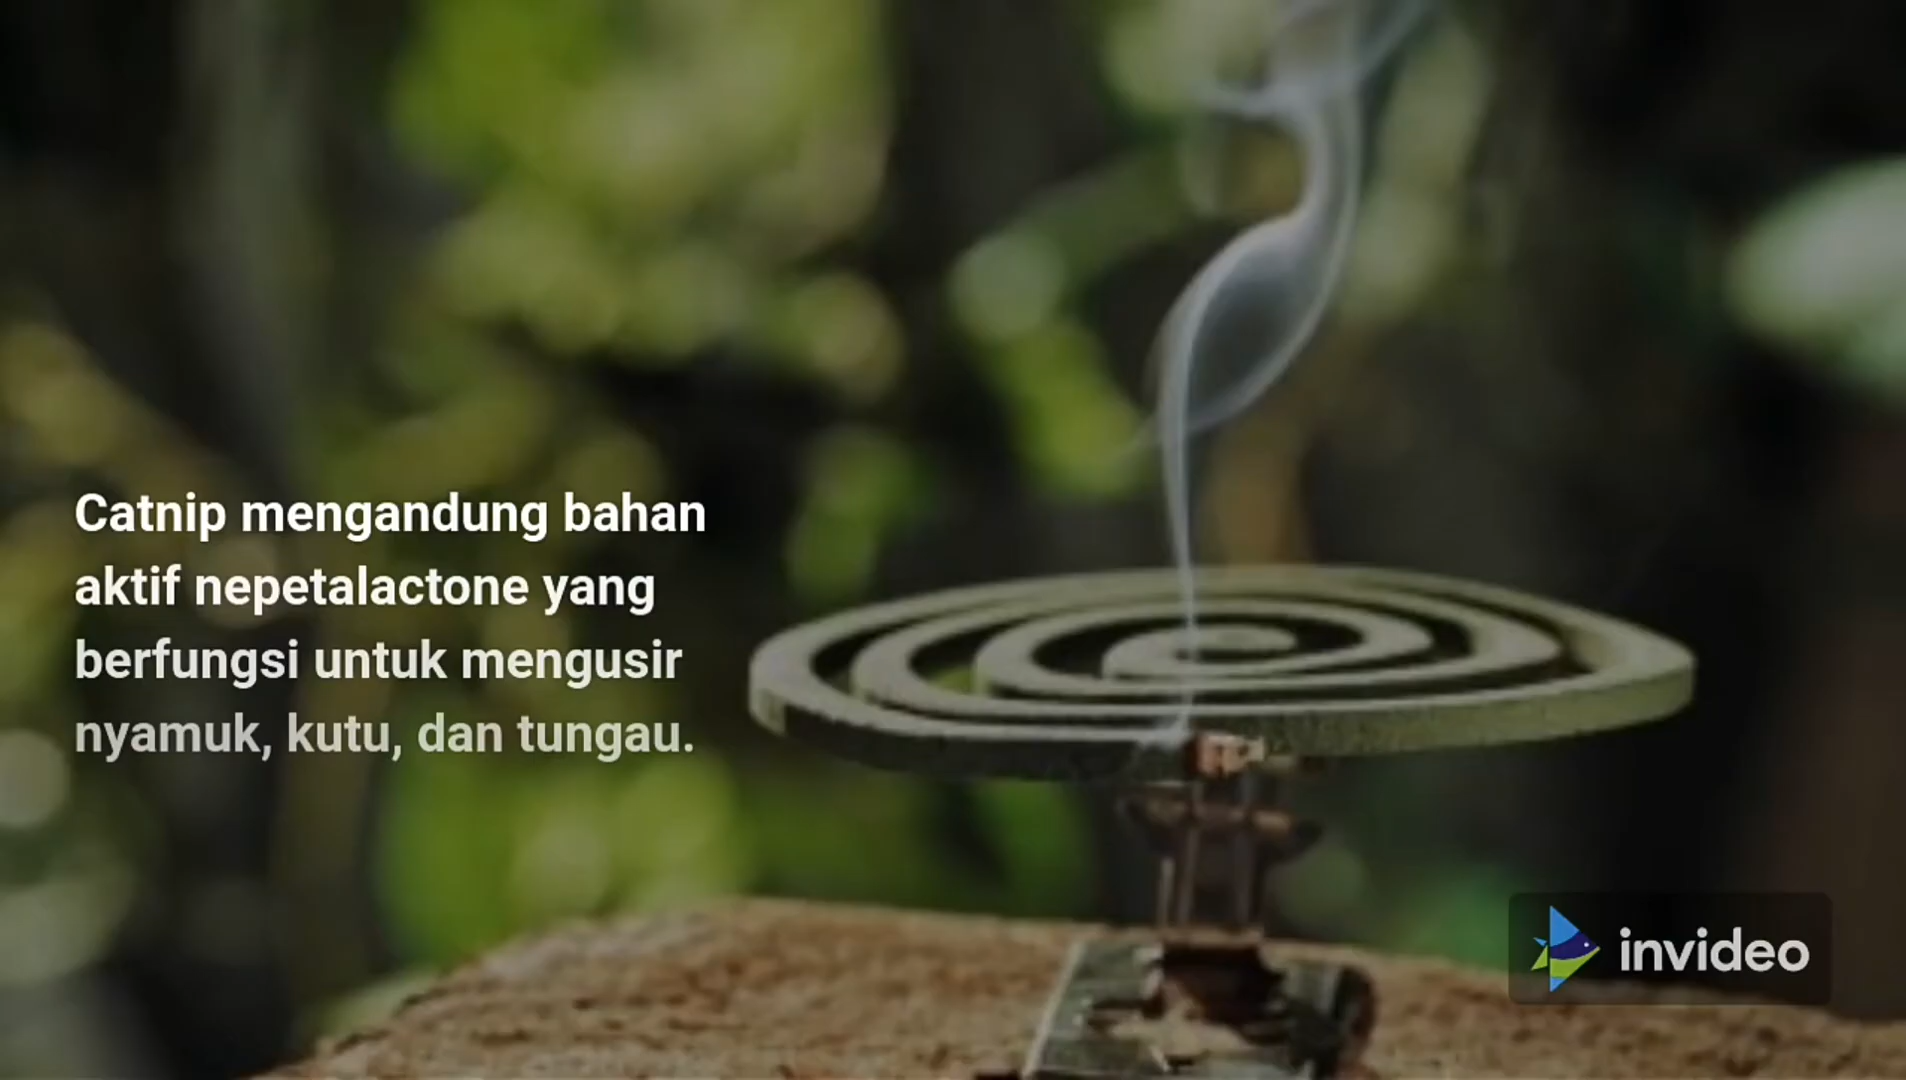 Catnip mengandung bahan
aktif nepetalactone yang
berfungsi untuk mengusir
nyamuk, kutu, dan tungau.
invideo